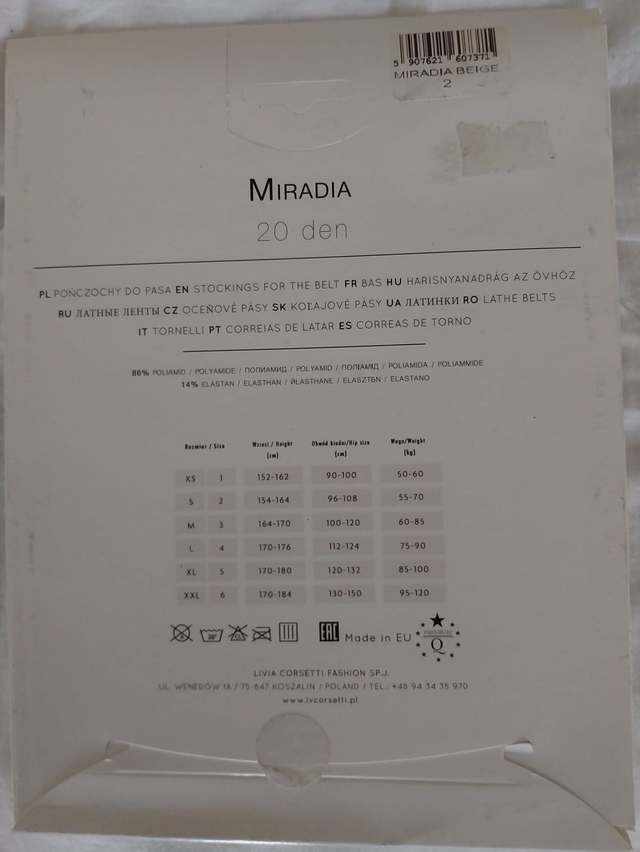 5 907621 607371
MIRADIA BEIGE
2
MIRADIA
20 den
PL POŃCZOCHY DO PASA EN STOCKINGS FOR THE BELT FR BAS HU HARISNYANADRÁG AZ ÖVHÖZ
RU ЛАТНЫЕ ЛЕНТЫ CZ OCEŇOVÉ PÁSY SK KOĽAJOVÉ PÁSY UA ЛАТИНКИ RO LATHE BELTS
IT TORNELLI PT CORREIAS DE LATAR ES CORREAS DE TORNO
86% POLIAMID / POLYAMIDE / ПОЛИАМИД / POLYAMID / ПОЛІАМІД / POLIAMIDA / POLIAMMIDE
14% ELASTAN / ELASTHAN / ÉLASTHANE / ELASZTÉN / ELASTANO
Rozmiar / Size Wzrost / Height (cm) Obwód bioder/Hip size (cm) Waga/Weight (kg)
XS 1 152-162 90-100 50-60
S 2 154-164 96-108 55-70
M 3 164-170 100-120 60-85
L 4 170-176 112-124 75-90
XL 5 170-180 120-132 85-100
XXL 6 170-184 130-150 95-120
30° EAC Made in EU PREMIUM Q
LIVIA CORSETTI FASHION SP.J.
UL. WENEDÓW 1A / 75-847 KOSZALIN / POLAND / TEL.: +48 94 34 35 970
www.lvcorsetti.pl